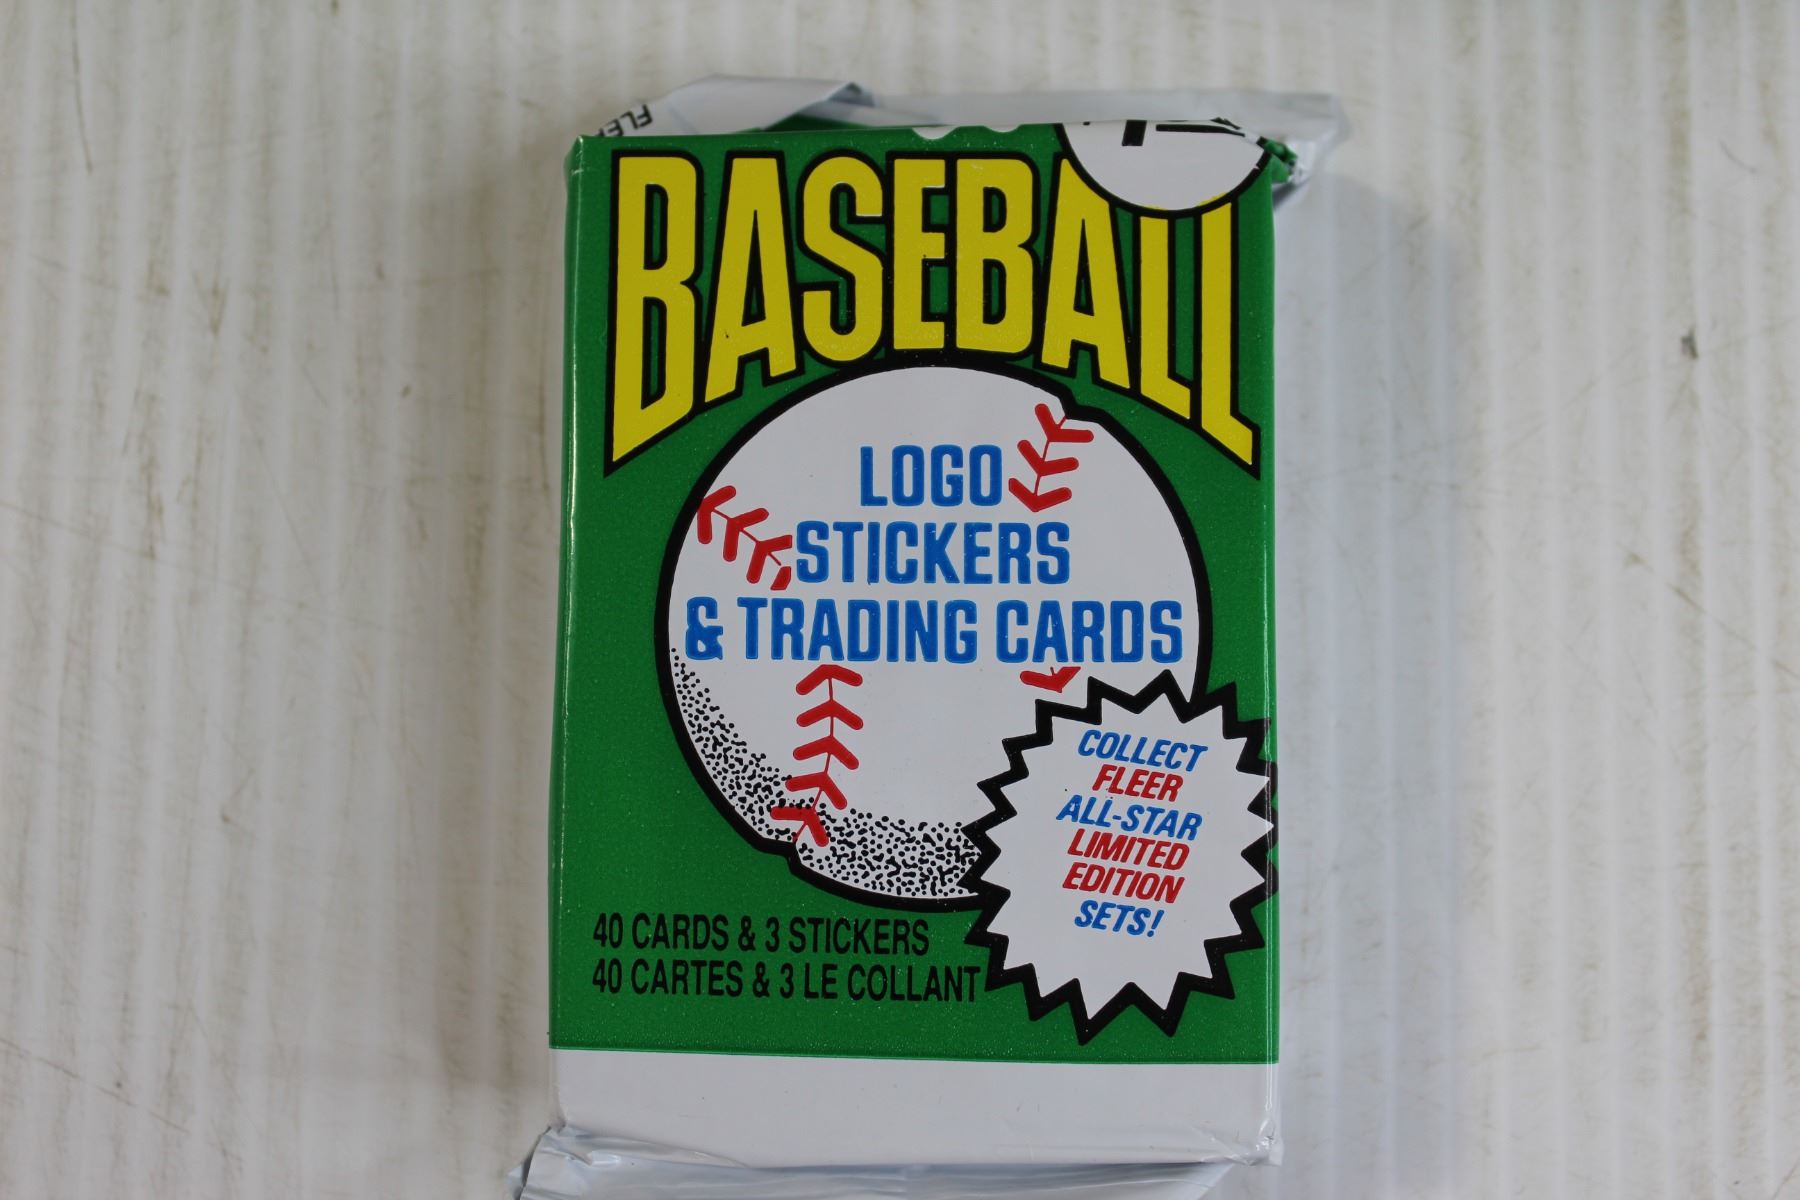 BASEBALL
LOGO
STICKERS
& TRADING CARDS
COLLECT
FLEER
ALL-STAR
LIMITED
EDITION
SETS!
40 CARDS & 3 STICKERS
40 CARTES & 3 LE COLLANT